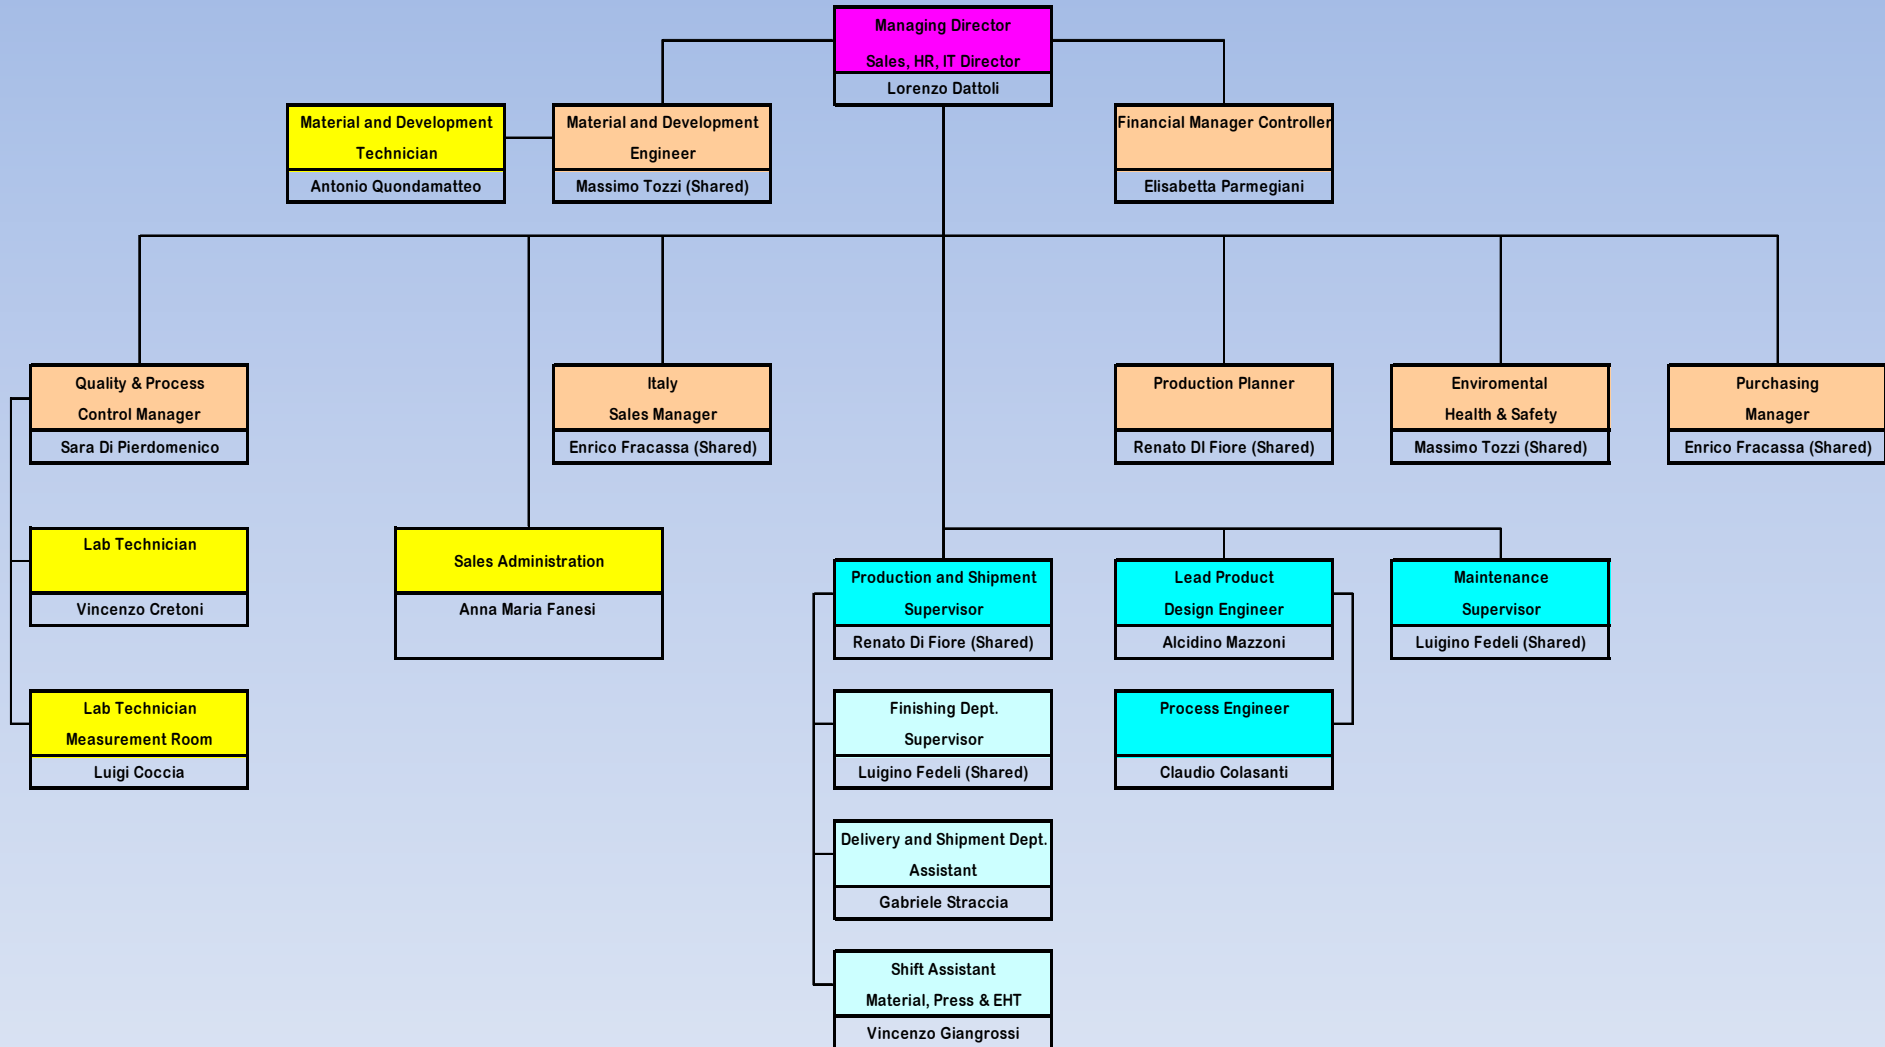 Managing Director
Sales, HR, IT Director
Lorenzo Dattoli
Material and Development
Technician
Antonio Quondamatteo
Material and Development
Engineer
Massimo Tozzi (Shared)
Financial Manager Controller
Elisabetta Parmegiani
Quality & Process
Control Manager
Sara Di Pierdomenico
Italy
Sales Manager
Enrico Fracassa (Shared)
Production Planner
Renato DI Fiore (Shared)
Enviromental
Health & Safety
Massimo Tozzi (Shared)
Purchasing
Manager
Enrico Fracassa (Shared)
Lab Technician
Vincenzo Cretoni
Sales Administration
Anna Maria Fanesi
Production and Shipment
Supervisor
Renato Di Fiore (Shared)
Lead Product
Design Engineer
Alcidino Mazzoni
Maintenance
Supervisor
Luigino Fedeli (Shared)
Lab Technician
Measurement Room
Luigi Coccia
Finishing Dept.
Supervisor
Luigino Fedeli (Shared)
Process Engineer
Claudio Colasanti
Delivery and Shipment Dept.
Assistant
Gabriele Straccia
Shift Assistant
Material, Press & EHT
Vincenzo Giangrossi